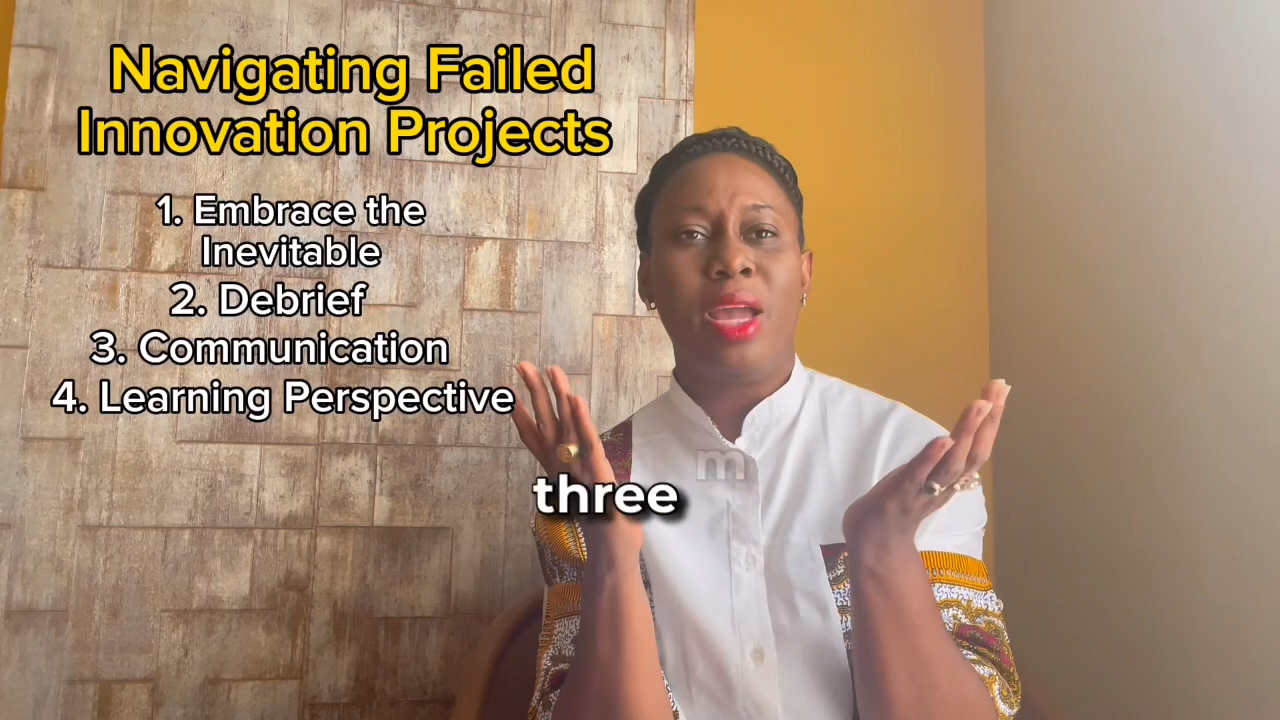 Navigating Failed
Innovation Projects
1. Embrace the
Inevitable
2. Debrief
3. Communication
4. Learning Perspective
m
three